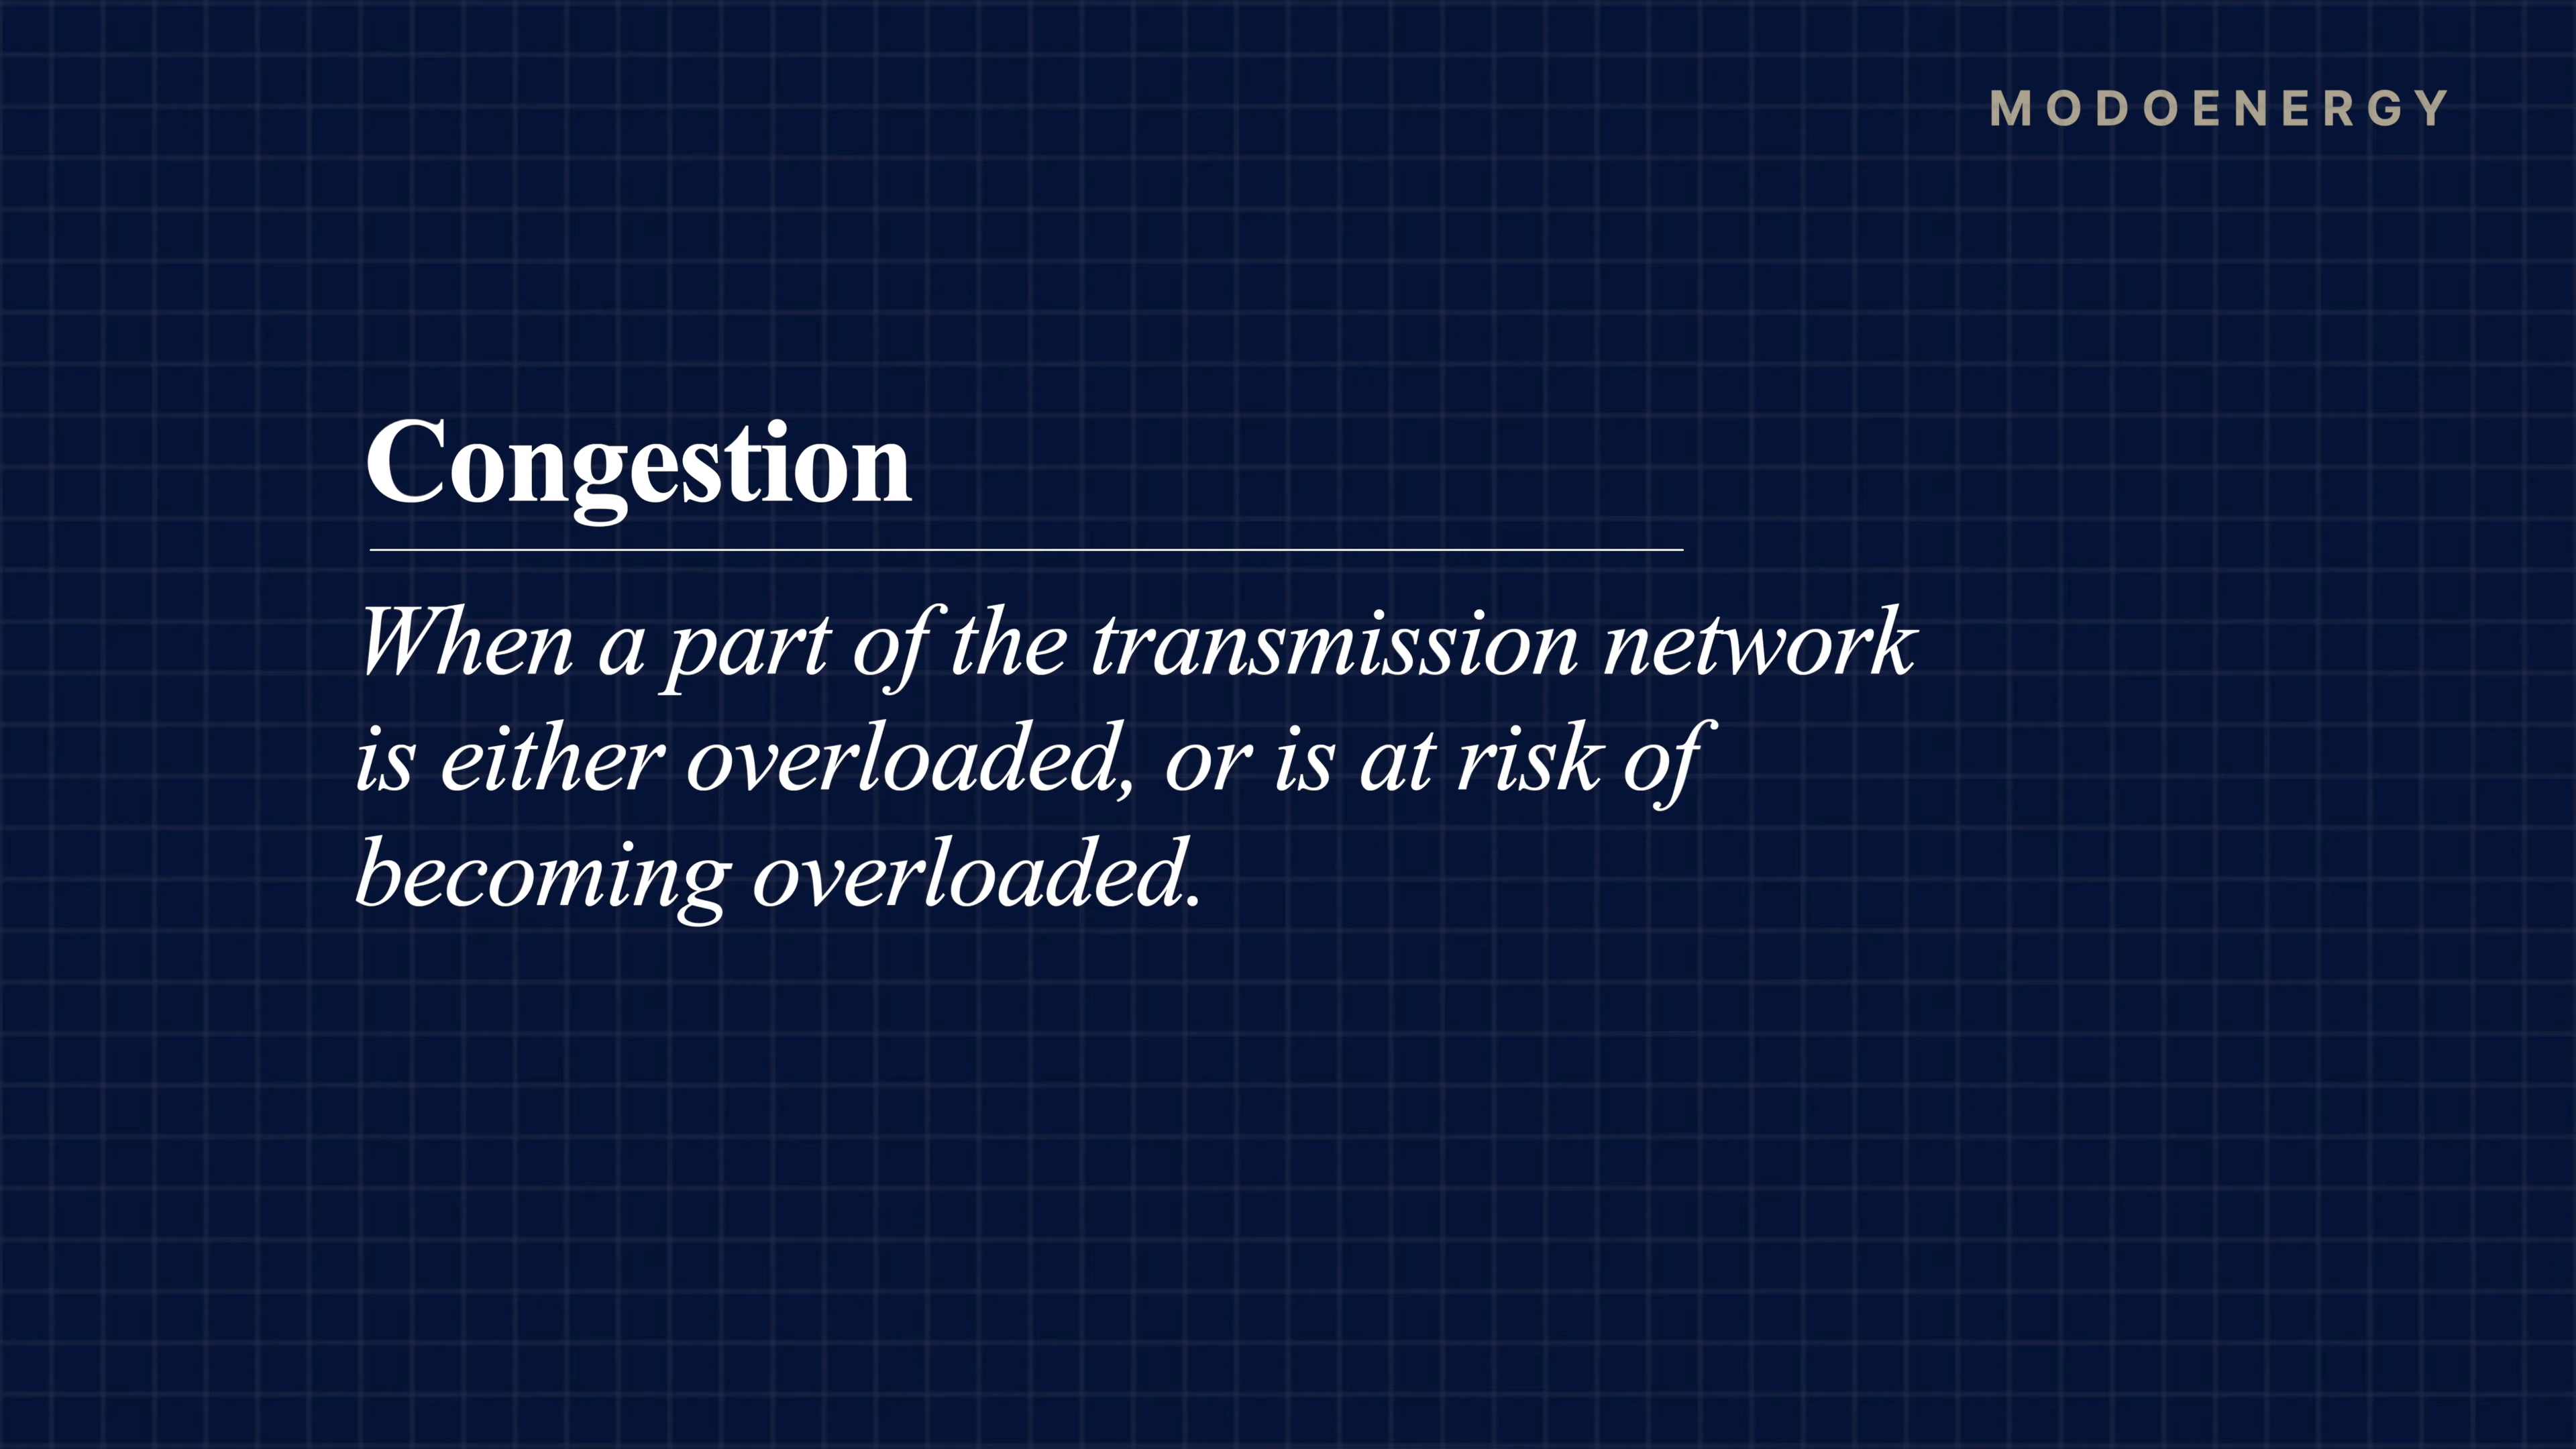 MODOENERGY
Congestion
When a part of the transmission network
is either overloaded, or is at risk of
becoming overloaded.